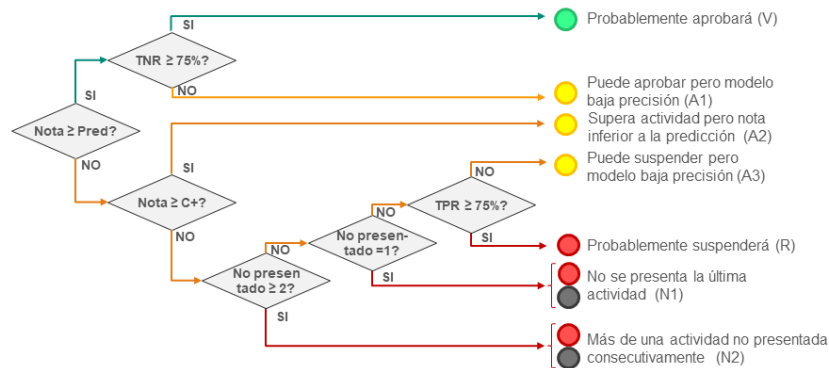 SI
Probablemente aprobará (V)
TNR ≥ 75%?
NO
SI
Puede aprobar pero modelo
baja precisión (A1)
Nota ≥ Pred?
Supera actividad pero nota
inferior a la predicción (A2)
NO
SI
Puede suspender pero
modelo baja precisión (A3)
NO
Nota ≥ C+?
NO
TPR ≥ 75%?
NO
SI
No presen-
tado =1?
Probablemente suspenderá (R)
NO
SI
No presen
tado ≥ 2?
No se presenta la última
actividad (N1)
SI
Más de una actividad no presentada
consecutivamente (N2)